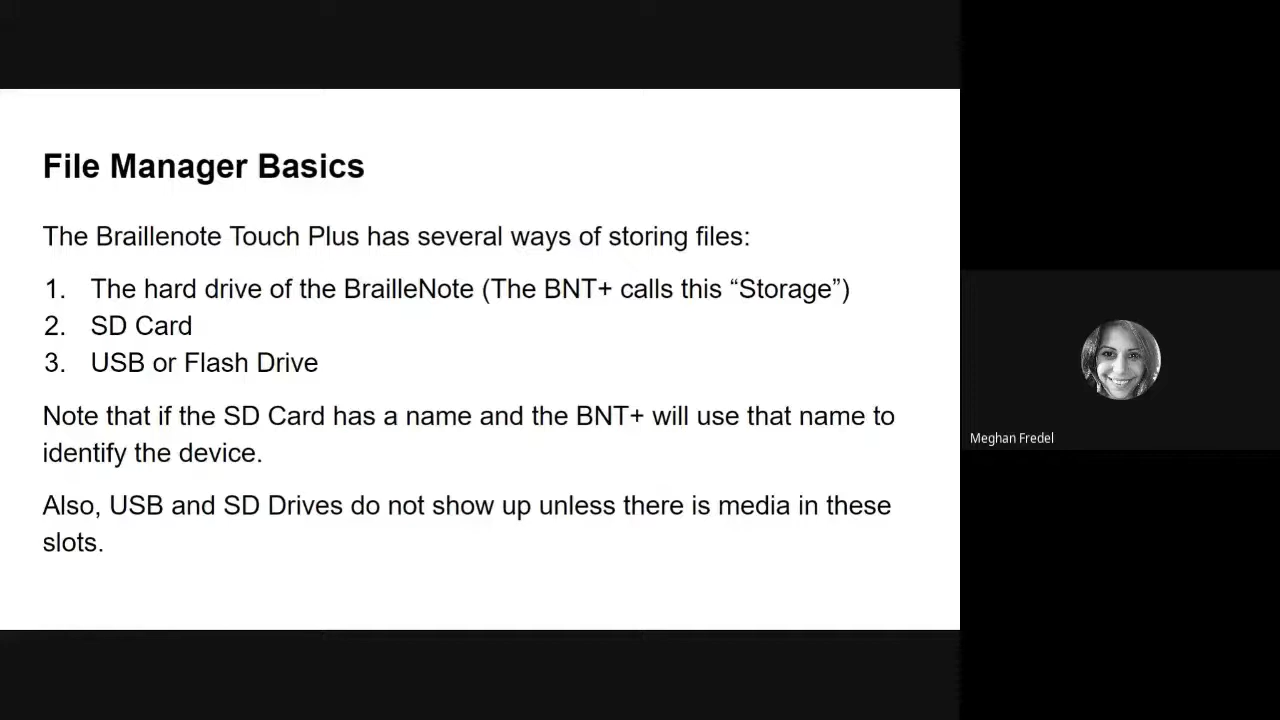 File Manager Basics
The Braillenote Touch Plus has several ways of storing files:
1. The hard drive of the BrailleNote (The BNT+ calls this “Storage”)
2. SD Card
3. USB or Flash Drive
Note that if the SD Card has a name and the BNT+ will use that name to
identify the device.
Also, USB and SD Drives do not show up unless there is media in these
slots.
Meghan Fredel